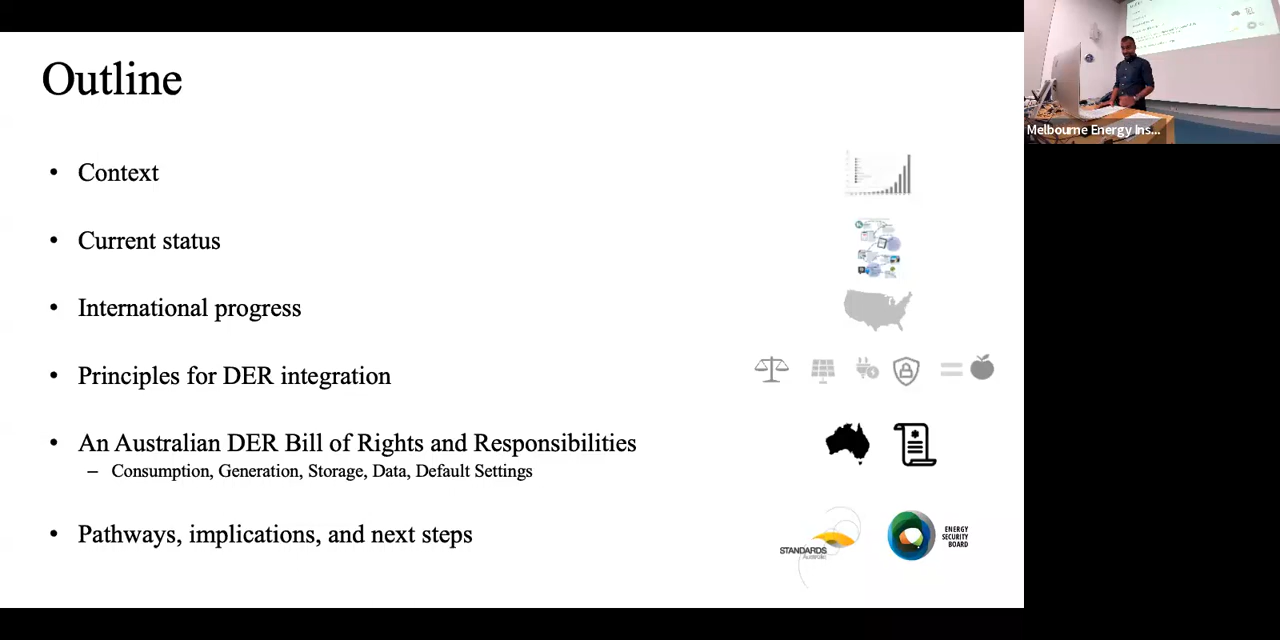 Outline
• Context
• Current status
• International progress
• Principles for DER integration
• An Australian DER Bill of Rights and Responsibilities
– Consumption, Generation, Storage, Data, Default Settings
• Pathways, implications, and next steps
STANDARDS
Australia
ENERGY
SECURITY
BOARD
Melbourne Energy Ins...